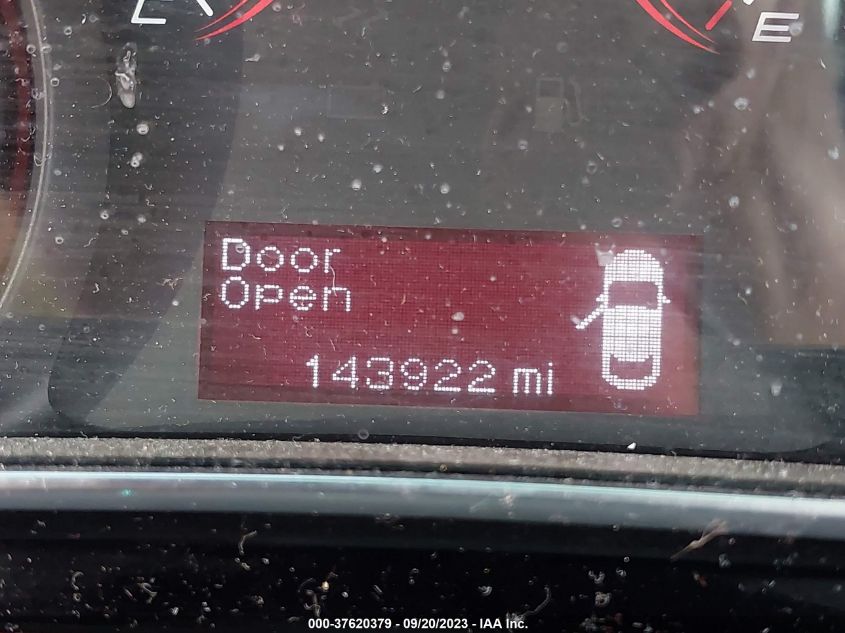 E
Door
Open
143922 mi
000-37620379 - 09/20/2023 - IAA Inc.